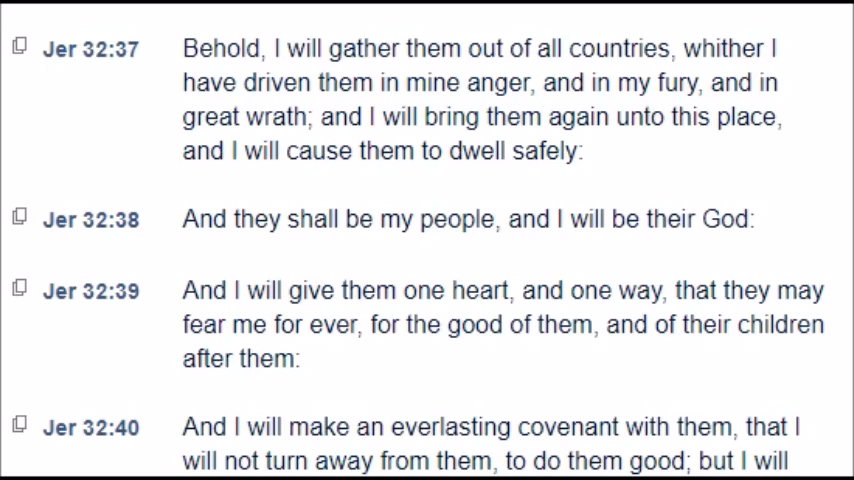 Jer 32:37 Behold, I will gather them out of all countries, whither I
have driven them in mine anger, and in my fury, and in
great wrath; and I will bring them again unto this place,
and I will cause them to dwell safely:
Jer 32:38 And they shall be my people, and I will be their God:
Jer 32:39 And I will give them one heart, and one way, that they may
fear me for ever, for the good of them, and of their children
after them:
Jer 32:40 And I will make an everlasting covenant with them, that I
will not turn away from them, to do them good; but I will